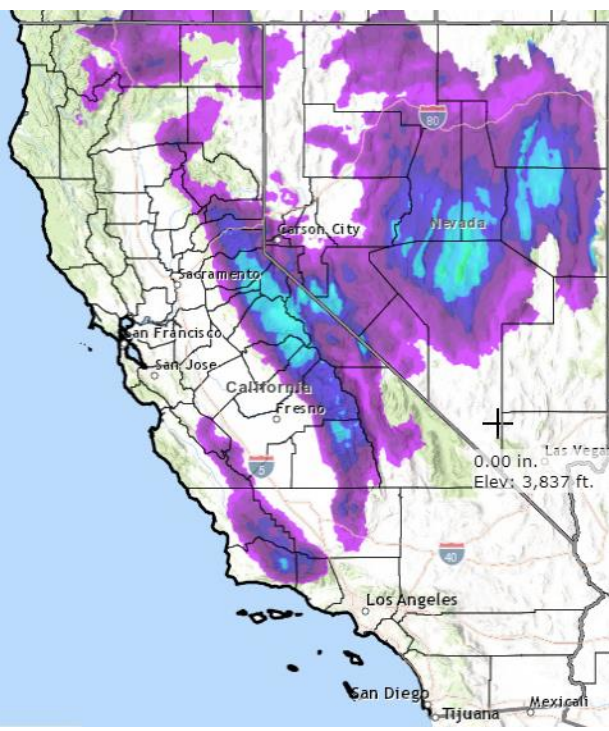 80
Nevada
Carson City
Sacramento
San Francisco
San Jose
California
Fresno
5
0.00 in.
Las Vega
Elev: 3,837 ft.
40
Los Angeles
San Diego
Mexicali
Tijuana